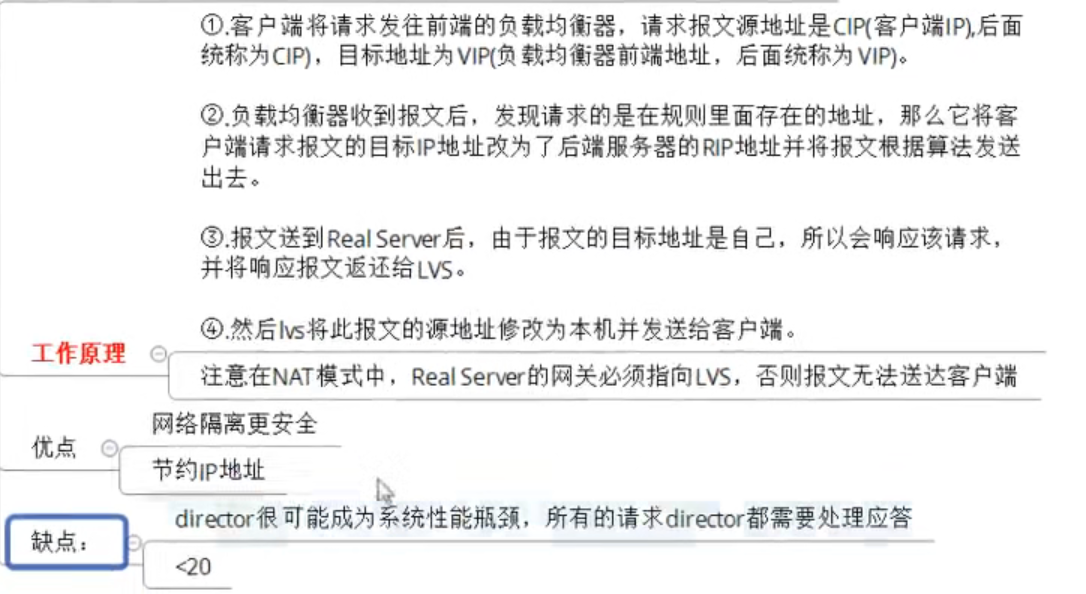 ①.客户端将请求发往前端的负载均衡器，请求报文源地址是CIP(客户端IP),后面
统称为CIP)，目标地址为VIP(负载均衡器前端地址，后面统称为VIP)。
②.负载均衡器收到报文后，发现请求的是在规则里面存在的地址，那么它将客
户端请求报文的目标IP地址改为了后端服务器的RIP地址并将报文根据算法发送
出去。
③.报文送到Real Server后，由于报文的目标地址是自己，所以会响应该请求，
并将响应报文返还给LVS。
④.然后lvs将此报文的源地址修改为本机并发送给客户端。
工作原理
注意在NAT模式中，Real Server的网关必须指向LVS，否则报文无法送达客户端
网络隔离更安全
优点
节约IP地址
director很可能成为系统性能瓶颈，所有的请求director都需要处理应答
缺点：
<20